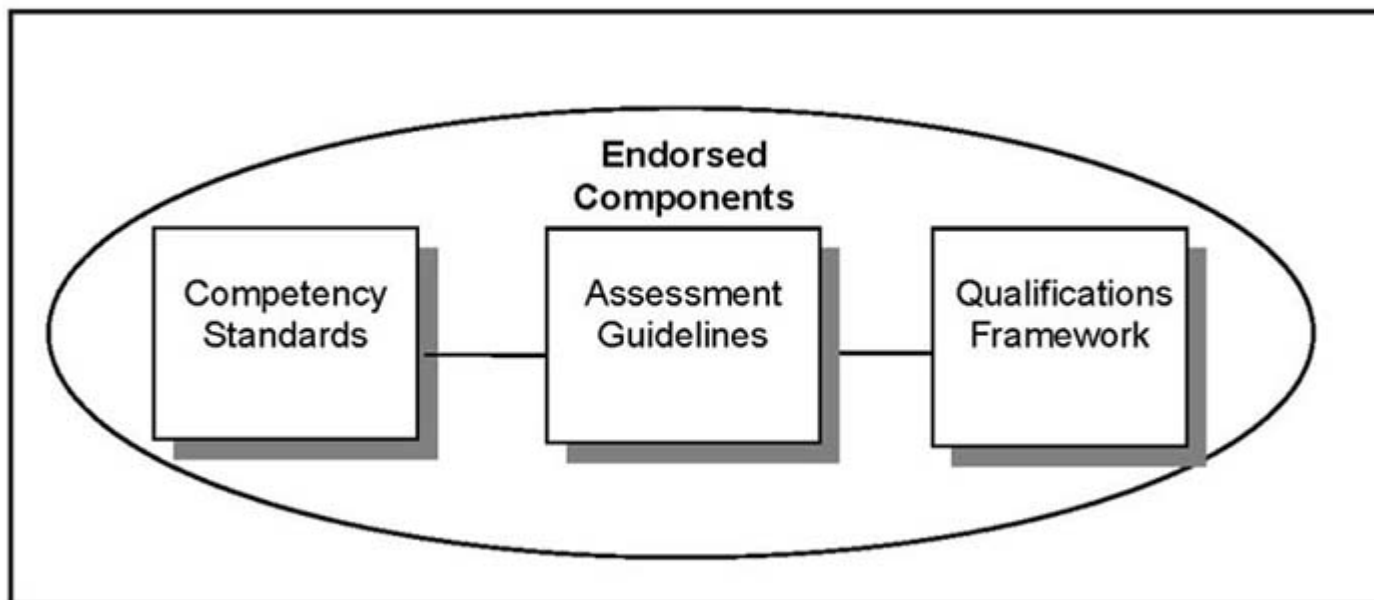 Endorsed
Components
Competency
Standards
Assessment
Guidelines
Qualifications
Framework